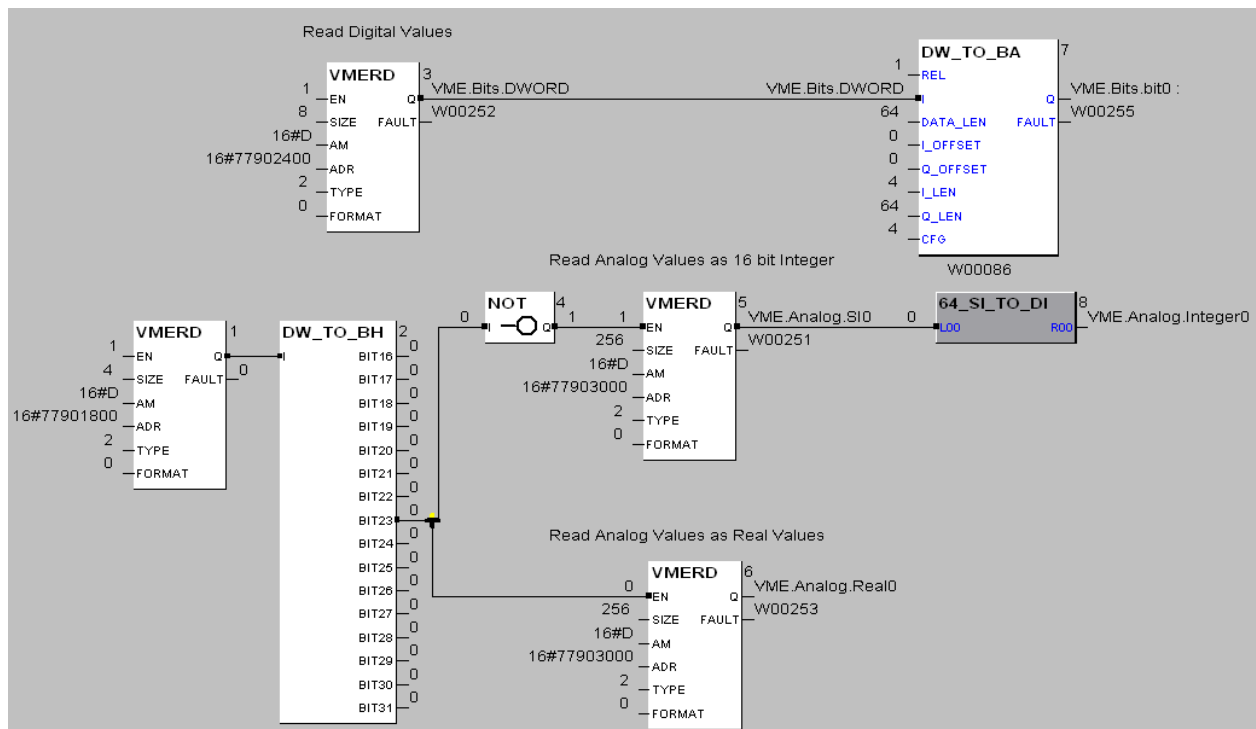 Read Digital Values
VMERD 3
1 EN Q VME.Bits.DWORD
8 SIZE FAULT W00252
16#D AM
16#77902400 ADR
2 TYPE
0 FORMAT
DW_TO_BA 7
1 REL
VME.Bits.DWORD I Q VME.Bits.bit0 :
64 DATA_LEN FAULT W00255
0 I_OFFSET
0 Q_OFFSET
4 I_LEN
64 Q_LEN
4 CFG
W00086
Read Analog Values as 16 bit Integer
VMERD 1
1 EN Q
4 SIZE FAULT 0
16#D AM
16#77901800 ADR
2 TYPE
0 FORMAT
DW_TO_BH 2
I BIT16 0
BIT17 0
BIT18 0
BIT19 0
BIT20 0
BIT21 0
BIT22 0
BIT23 0
BIT24 0
BIT25 0
BIT26 0
BIT27 0
BIT28 0
BIT29 0
BIT30 0
BIT31 0
NOT 4
0 I Q 1
VMERD 5
1 EN Q VME.Analog.SI0
256 SIZE FAULT W00251
16#D AM
16#77903000 ADR
2 TYPE
0 FORMAT
64_SI_TO_DI 8
0 L00 R00 VME.Analog.Integer0
Read Analog Values as Real Values
VMERD 6
0 EN Q VME.Analog.Real0
256 SIZE FAULT W00253
16#D AM
16#77903000 ADR
2 TYPE
0 FORMAT